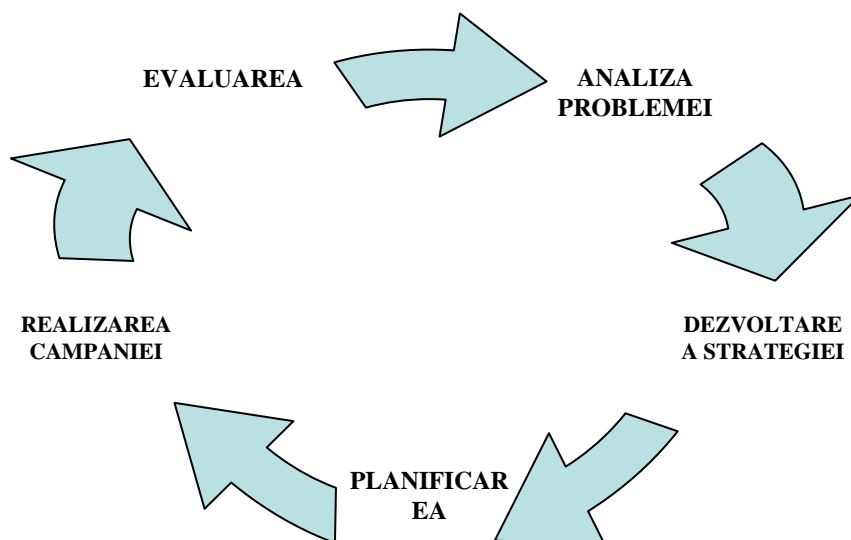 EVALUAREA
ANALIZA
PROBLEMEI
DEZVOLTARE
A STRATEGIEI
PLANIFICAR
EA
REALIZAREA
CAMPANIEI